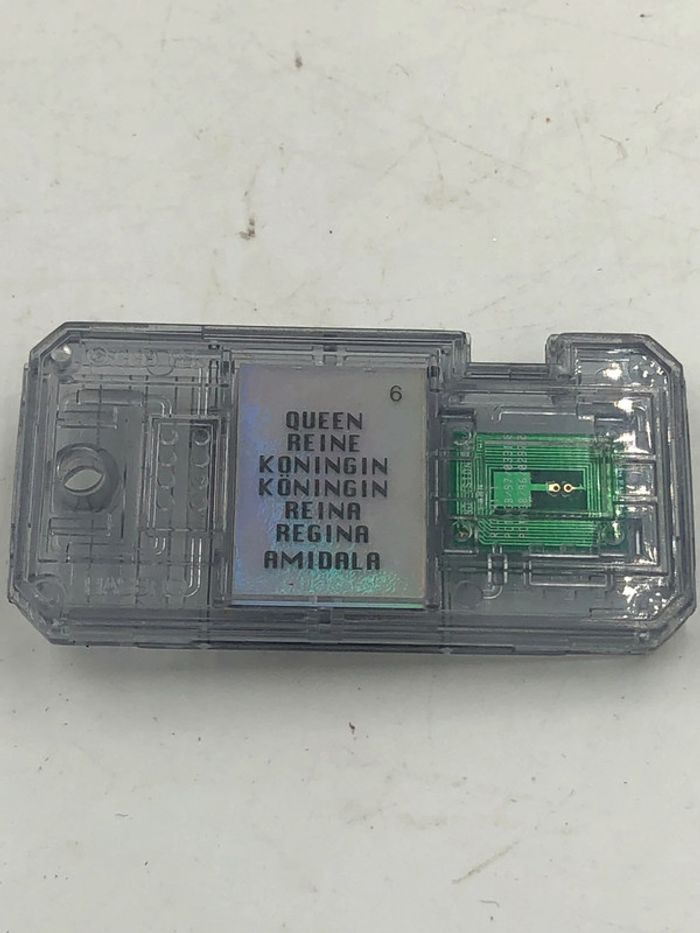 6
QUEEN
REINE
KONINGIN
KÖNINGIN
REINA
REGINA
AMIDALA